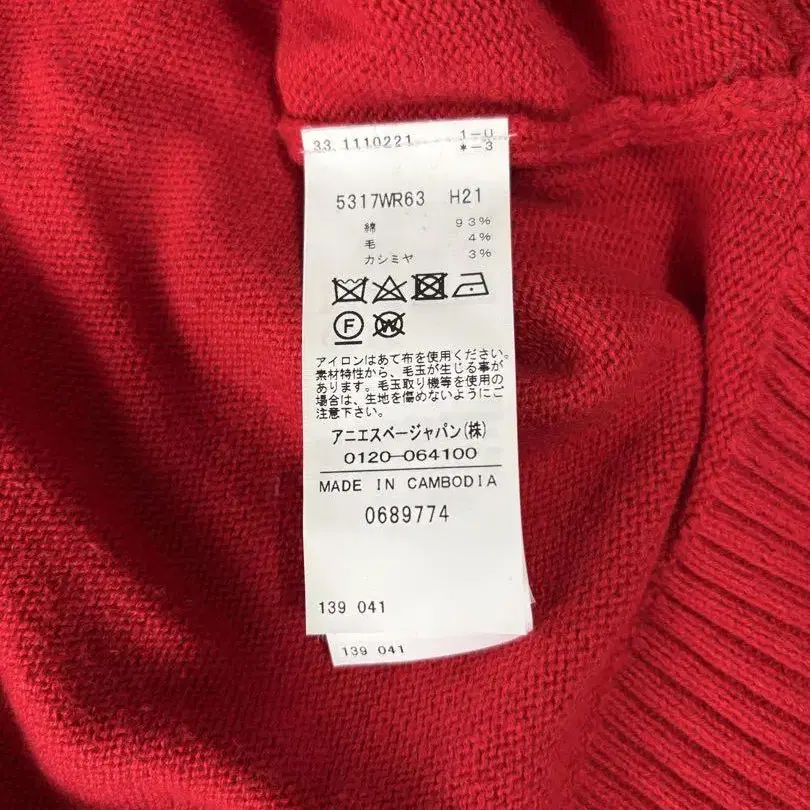 33.1110221 1-U
*-3
5317WR63 H21
綿 93%
毛 4%
カシミヤ 3%
F W
アイロンはあて布を使用ください。
素材特性から、毛玉が生じる事が
あります。毛玉取り機等を使用の
場合は、生地を傷めないようにご
注意下さい。
アニエスベージャパン(株)
0120-064100
MADE IN CAMBODIA
0689774
139 041
139 041